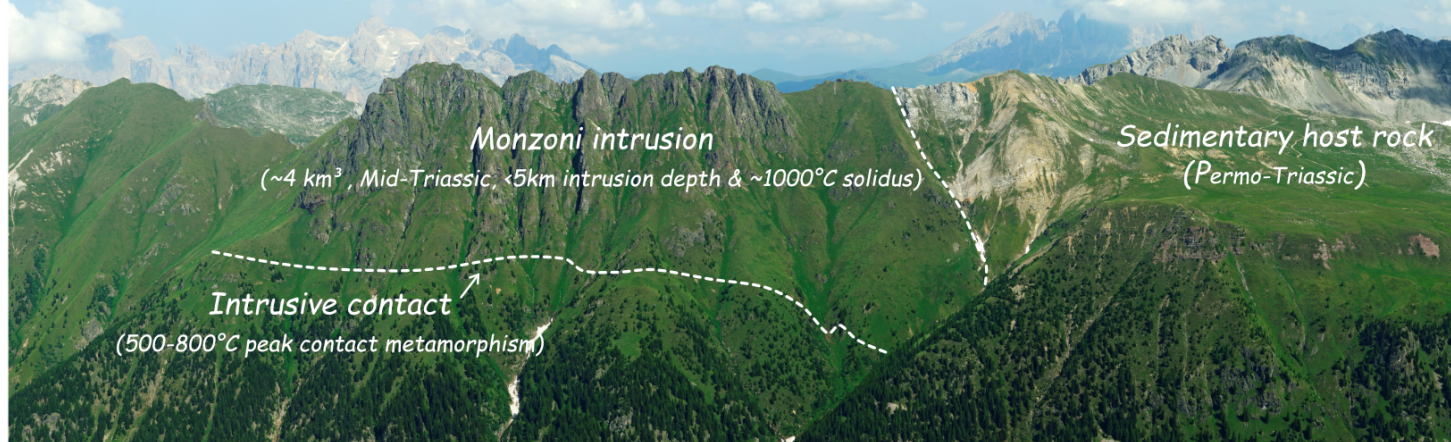 Monzoni intrusion
(~4 km³ , Mid-Triassic, <5km intrusion depth & ~1000°C solidus)
Sedimentary host rock
(Permo-Triassic)
Intrusive contact
(500-800°C peak contact metamorphism)